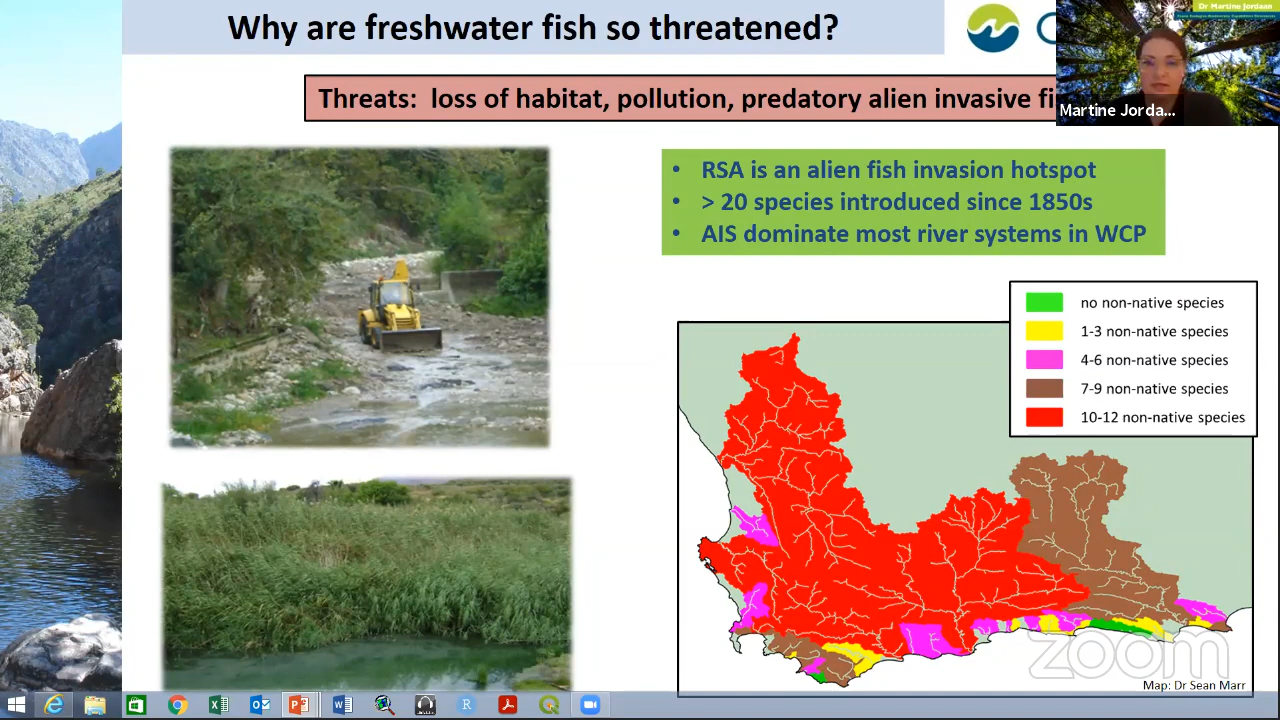 Why are freshwater fish so threatened?
Dr Martine Jordaan
Threats: loss of habitat, pollution, predatory alien invasive fi
Martine Jorda...
• RSA is an alien fish invasion hotspot
• > 20 species introduced since 1850s
• AIS dominate most river systems in WCP
no non-native species
1-3 non-native species
4-6 non-native species
7-9 non-native species
10-12 non-native species
zoom
Map: Dr Sean Marr